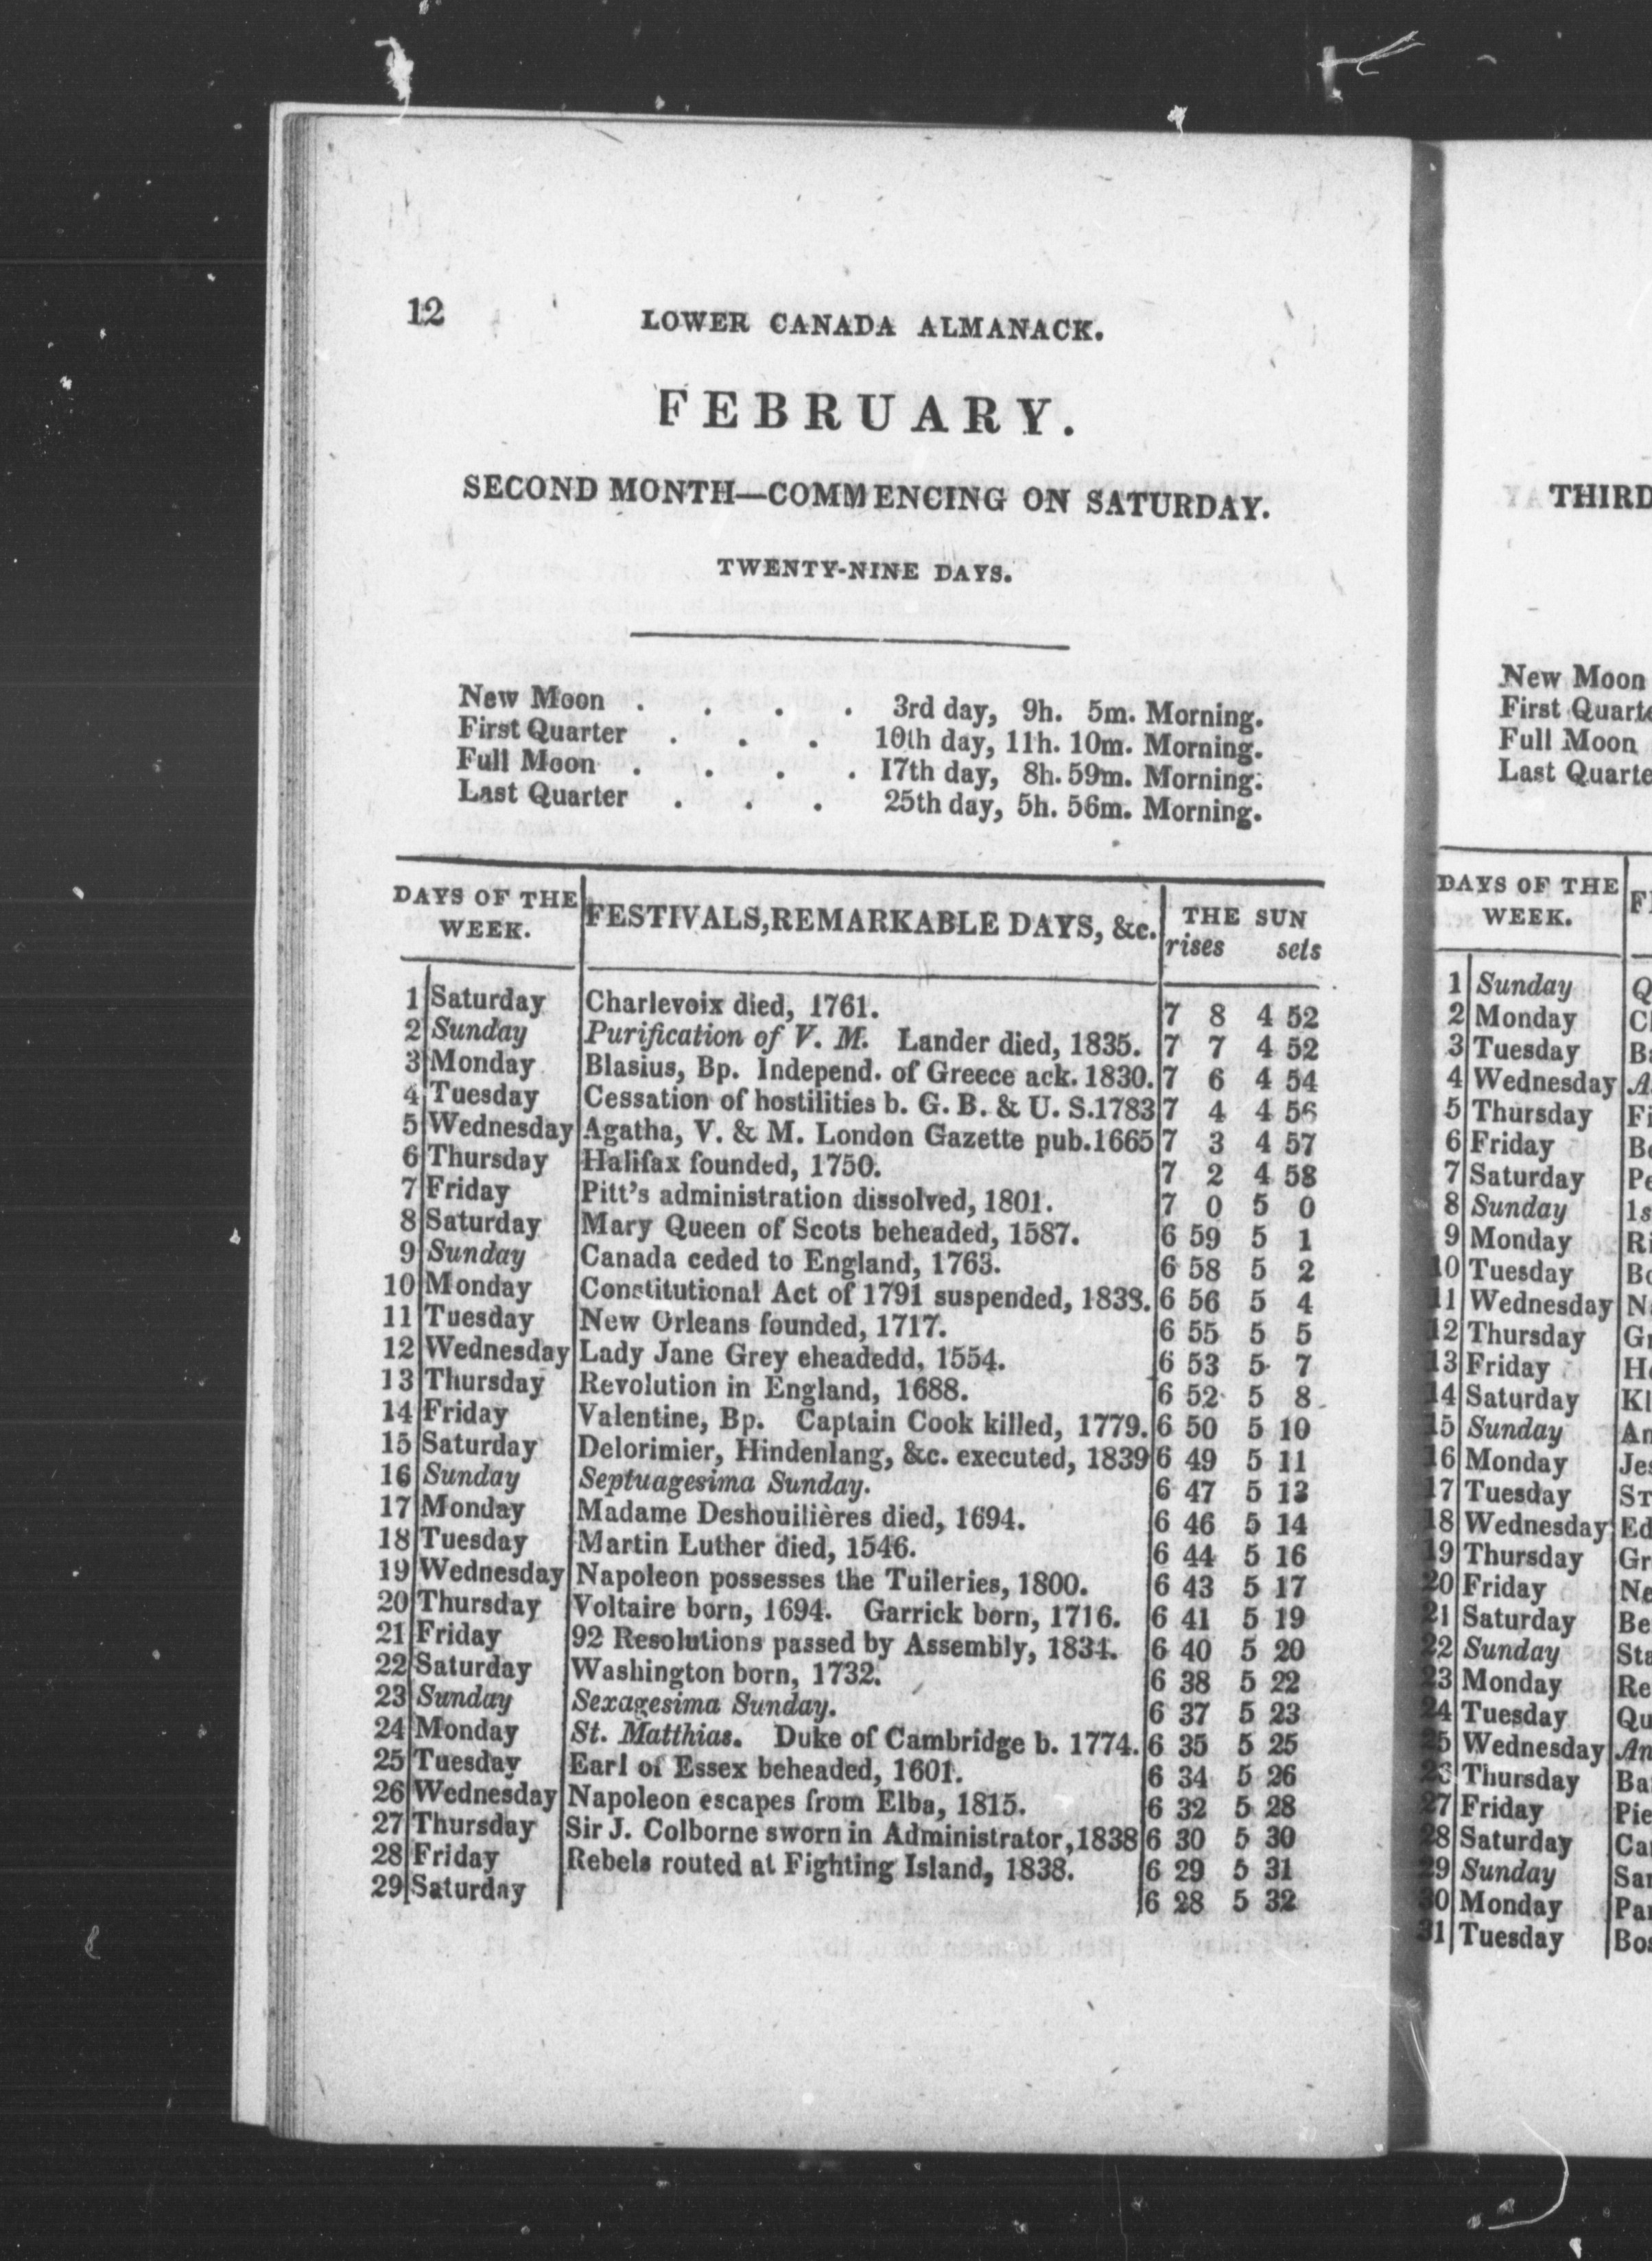 12
LOWER CANADA ALMANACK.
FEBRUARY.
SECOND MONTH—COMMENCING ON SATURDAY.
TWENTY-NINE DAYS.
New Moon . . . . 3rd day, 9h. 5m. Morning.
First Quarter . . . 10th day, 11h. 10m. Morning.
Full Moon . . . . 17th day, 8h. 59m. Morning.
Last Quarter . . . 25th day, 5h. 56m. Morning.
DAYS OF THE WEEK. FESTIVALS, REMARKABLE DAYS, &c. THE SUN
rises sets
1 Saturday Charlevoix died, 1761. 7 8 4 52
2 Sunday Purification of V. M. Lander died, 1835. 7 7 4 52
3 Monday Blasius, Bp. Independ. of Greece ack. 1830. 7 6 4 54
4 Tuesday Cessation of hostilities b. G. B. & U. S. 1783 7 4 4 56
5 Wednesday Agatha, V. & M. London Gazette pub. 1665 7 3 4 57
6 Thursday Halifax founded, 1750. 7 2 4 58
7 Friday Pitt's administration dissolved, 1801. 7 0 5 0
8 Saturday Mary Queen of Scots beheaded, 1587. 6 59 5 1
9 Sunday Canada ceded to England, 1763. 6 58 5 2
10 Monday Constitutional Act of 1791 suspended, 1838. 6 56 5 4
11 Tuesday New Orleans founded, 1717. 6 55 5 5
12 Wednesday Lady Jane Grey eheadedd, 1554. 6 53 5 7
13 Thursday Revolution in England, 1688. 6 52 5 8
14 Friday Valentine, Bp. Captain Cook killed, 1779. 6 50 5 10
15 Saturday Delorimier, Hindenlang, &c. executed, 1839 6 49 5 11
16 Sunday Septuagesima Sunday. 6 47 5 13
17 Monday Madame Deshouilières died, 1694. 6 46 5 14
18 Tuesday Martin Luther died, 1546. 6 44 5 16
19 Wednesday Napoleon possesses the Tuileries, 1800. 6 43 5 17
20 Thursday Voltaire born, 1694. Garrick born, 1716. 6 41 5 19
21 Friday 92 Resolutions passed by Assembly, 1834. 6 40 5 20
22 Saturday Washington born, 1732. 6 38 5 22
23 Sunday Sexagesima Sunday. 6 37 5 23
24 Monday St. Matthias. Duke of Cambridge b. 1774. 6 35 5 25
25 Tuesday Earl of Essex beheaded, 1601. 6 34 5 26
26 Wednesday Napoleon escapes from Elba, 1815. 6 32 5 28
27 Thursday Sir J. Colborne sworn in Administrator, 1838 6 30 5 30
28 Friday Rebels routed at Fighting Island, 1838. 6 29 5 31
29 Saturday 6 28 5 32
THIRD
New Moon
First
Full Moon
Last
DAYS OF THE
WEEK.
1 Sunday
2 Monday
3 Tuesday
4 Wednesday
5 Thursday
6 Friday
7 Saturday
8 Sunday
9 Monday
10 Tuesday
11 Wednesday
12 Thursday
13 Friday
14 Saturday
15 Sunday
16 Monday
17 Tuesday
18 Wednesday
19 Thursday
20 Friday
21 Saturday
22 Sunday
23 Monday
24 Tuesday
25 Wednesday
26 Thursday
27 Friday
28 Saturday
29 Sunday
30 Monday
31 Tuesday